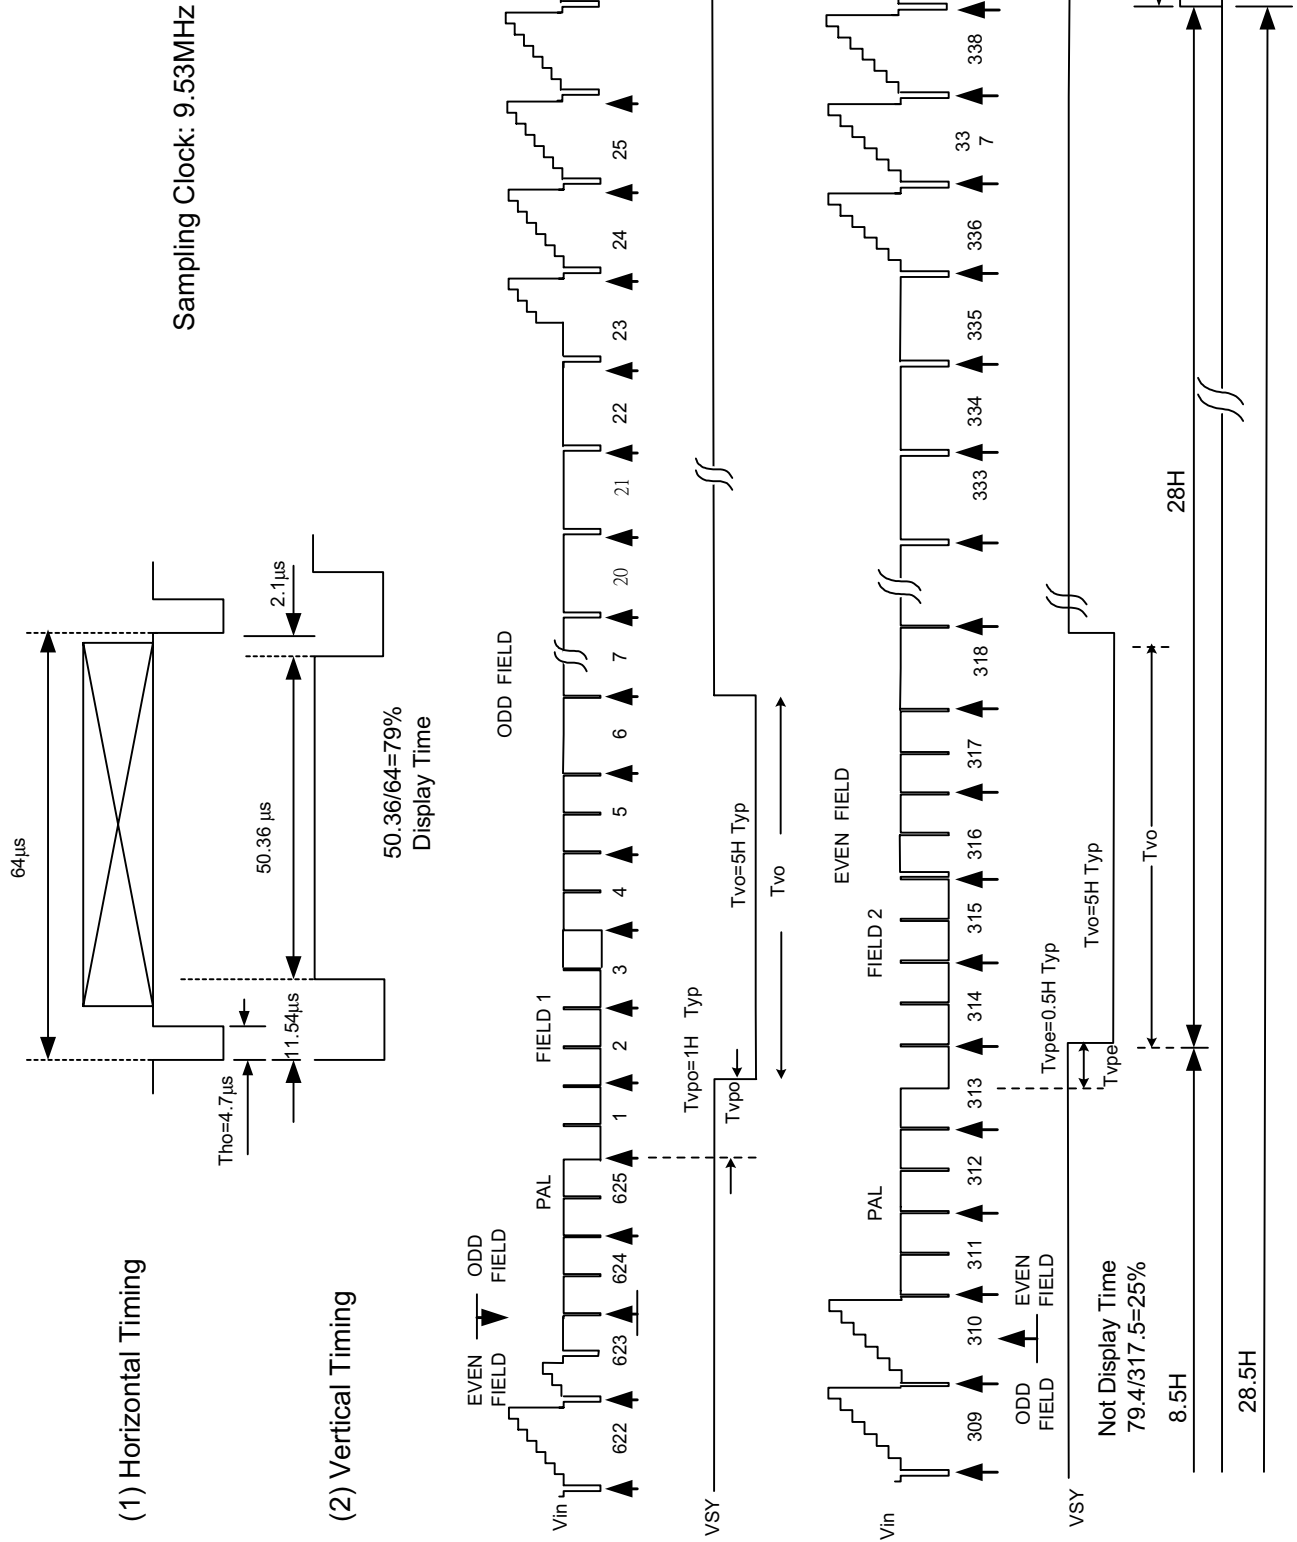 Sampling Clock: 9.53MHz
(1) Horizontal Timing
64µs
Tho=4.7µs
11.54µs
50.36 µs
2.1µs
50.36/64=79%
Display Time
(2) Vertical Timing
EVEN FIELD
ODD FIELD
PAL
FIELD 1
ODD FIELD
Vin
622
623
624
625
1
2
3
4
5
6
7
20
21
22
23
24
25
VSY
Tvpo=1H Typ
Tvpo
Tvo=5H Typ
Tvo
PAL
FIELD 2
EVEN FIELD
Vin
309
310
311
312
313
314
315
316
317
318
333
334
335
336
33
7
338
ODD FIELD
EVEN FIELD
VSY
Tvpe=0.5H Typ
Tvpe
Tvo=5H Typ
Tvo
Not Display Time
79.4/317.5=25%
8.5H
28H
28.5H